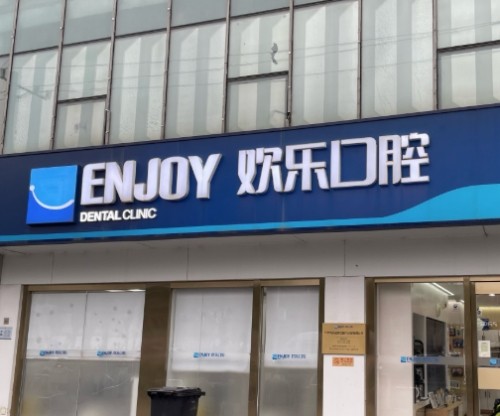 ENJOY 欢乐口腔
DENTAL CLINIC